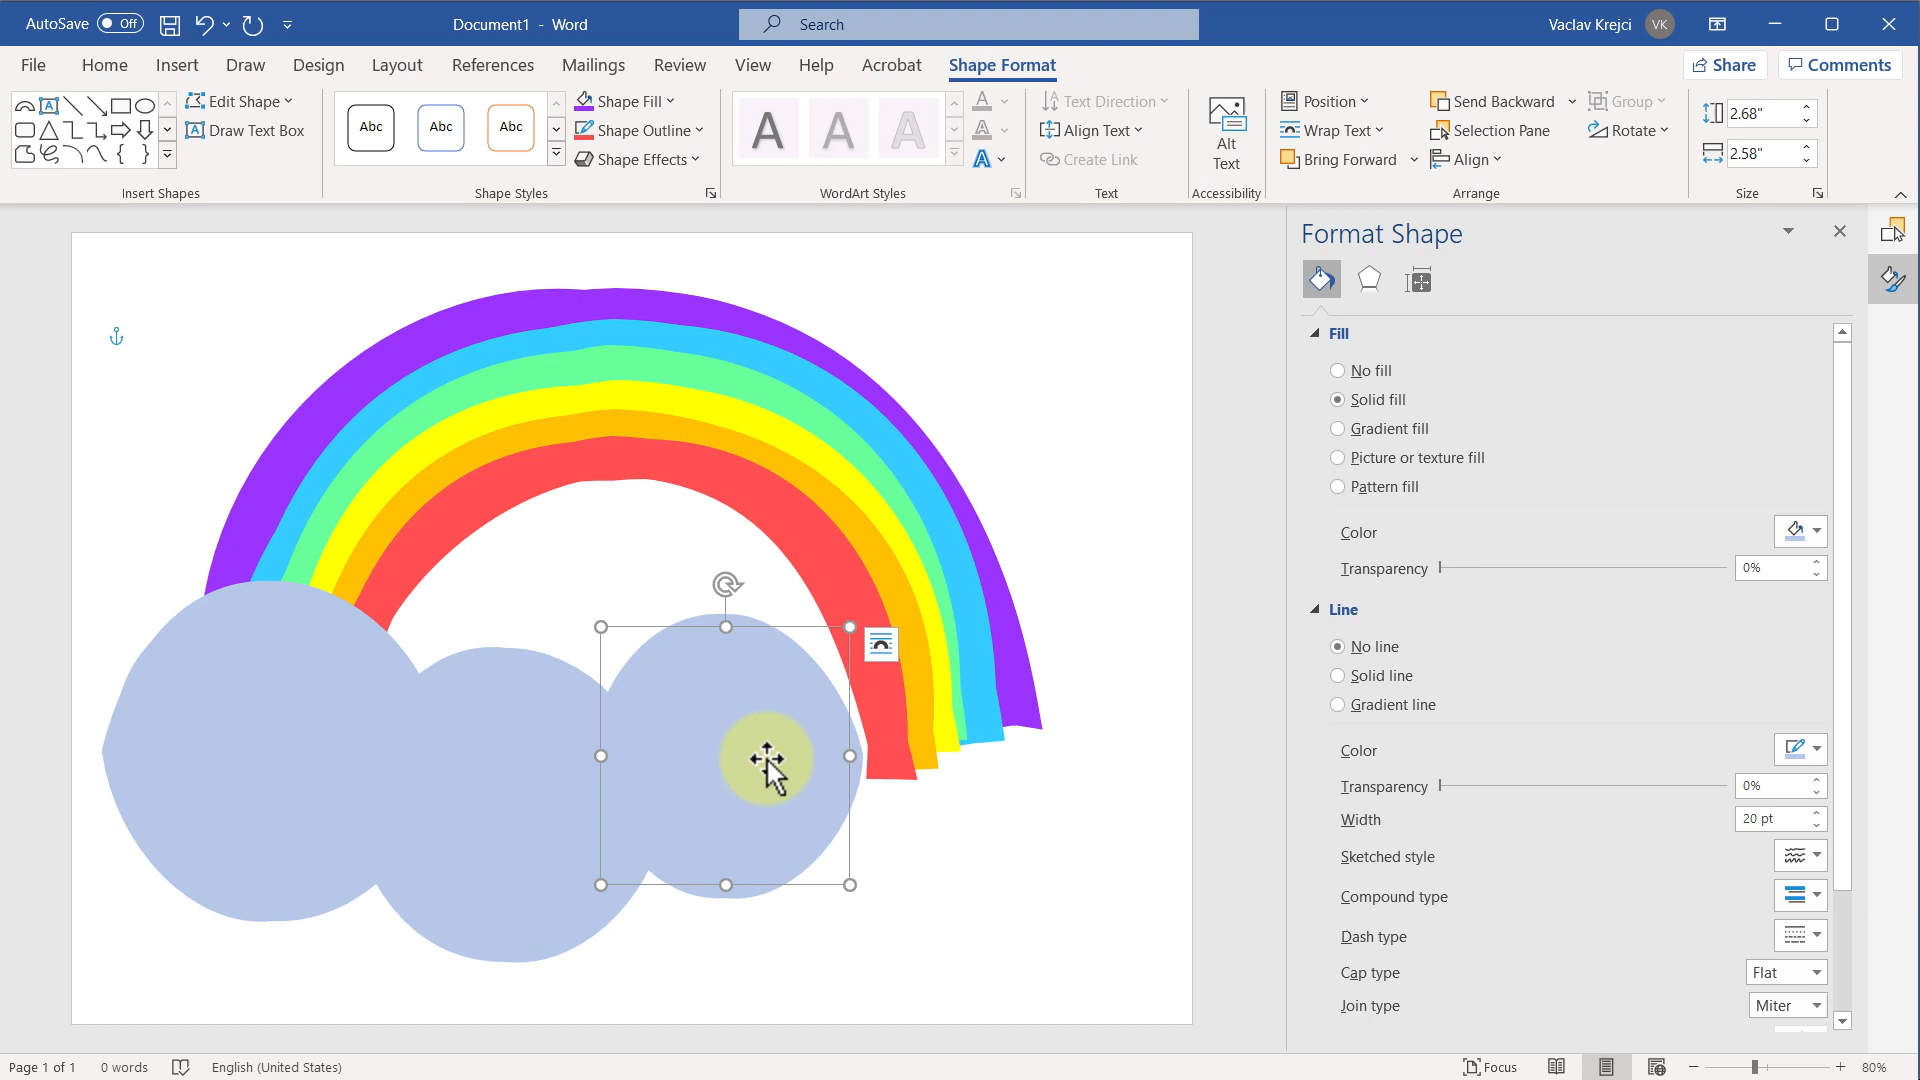 AutoSave Off Document1 - Word Search Vaclav Krejci VK
File Home Insert Draw Design Layout References Mailings Review View Help Acrobat Shape Format Share Comments
Edit Shape Abc Abc Abc Shape Fill A A A A Text Direction Alt Text Position Send Backward Group 2.68"
A Draw Text Box Shape Outline A Align Text Wrap Text Selection Pane Rotate
Shape Effects A Create Link Bring Forward Align 2.58"
Insert Shapes Shape Styles WordArt Styles Text Accessibility Arrange Size
Format Shape
Fill
No fill
Solid fill
Gradient fill
Picture or texture fill
Pattern fill
Color
Transparency 0%
Line
No line
Solid line
Gradient line
Color
Transparency 0%
Width 20 pt
Sketched style
Compound type
Dash type
Cap type Flat
Join type Miter
Page 1 of 1 0 words English (United States) Focus 80%